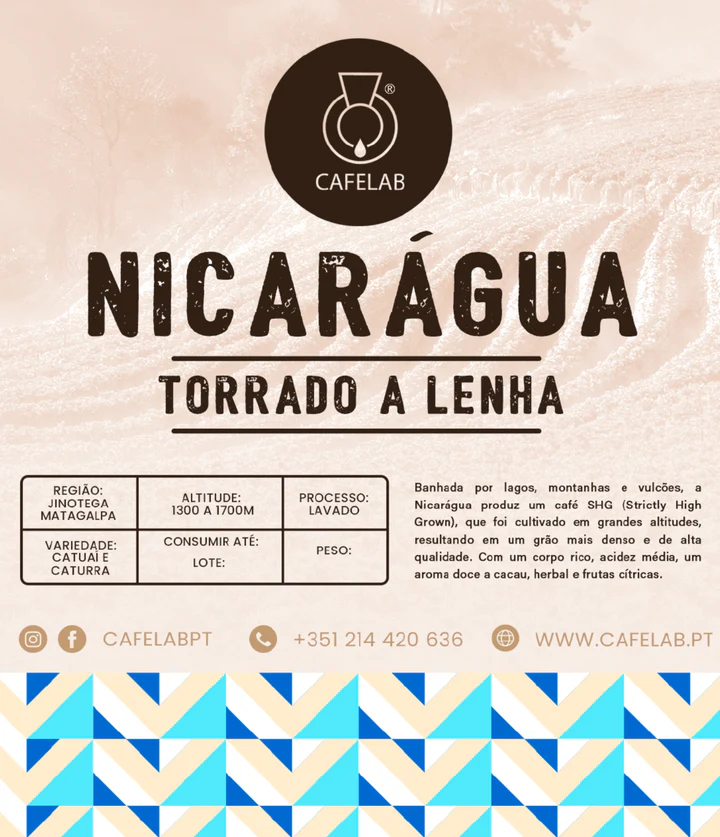 ®
CAFELAB
NICARÁGUA
TORRADO A LENHA
REGIÃO:
JINOTEGA
MATAGALPA
ALTITUDE:
1300 A 1700M
PROCESSO:
LAVADO
VARIEDADE:
CATUAÍ E
CATURRA
CONSUMIR ATÉ:
LOTE:
PESO:
Banhada por lagos, montanhas e vulcões, a
Nicarágua produz um café SHG (Strictly High
Grown), que foi cultivado em grandes altitudes,
resultando em um grão mais denso e de alta
qualidade. Com um corpo rico, acidez média, um
aroma doce a cacau, herbal e frutas cítricas.
CAFELABPT
+351 214 420 636
WWW.CAFELAB.PT